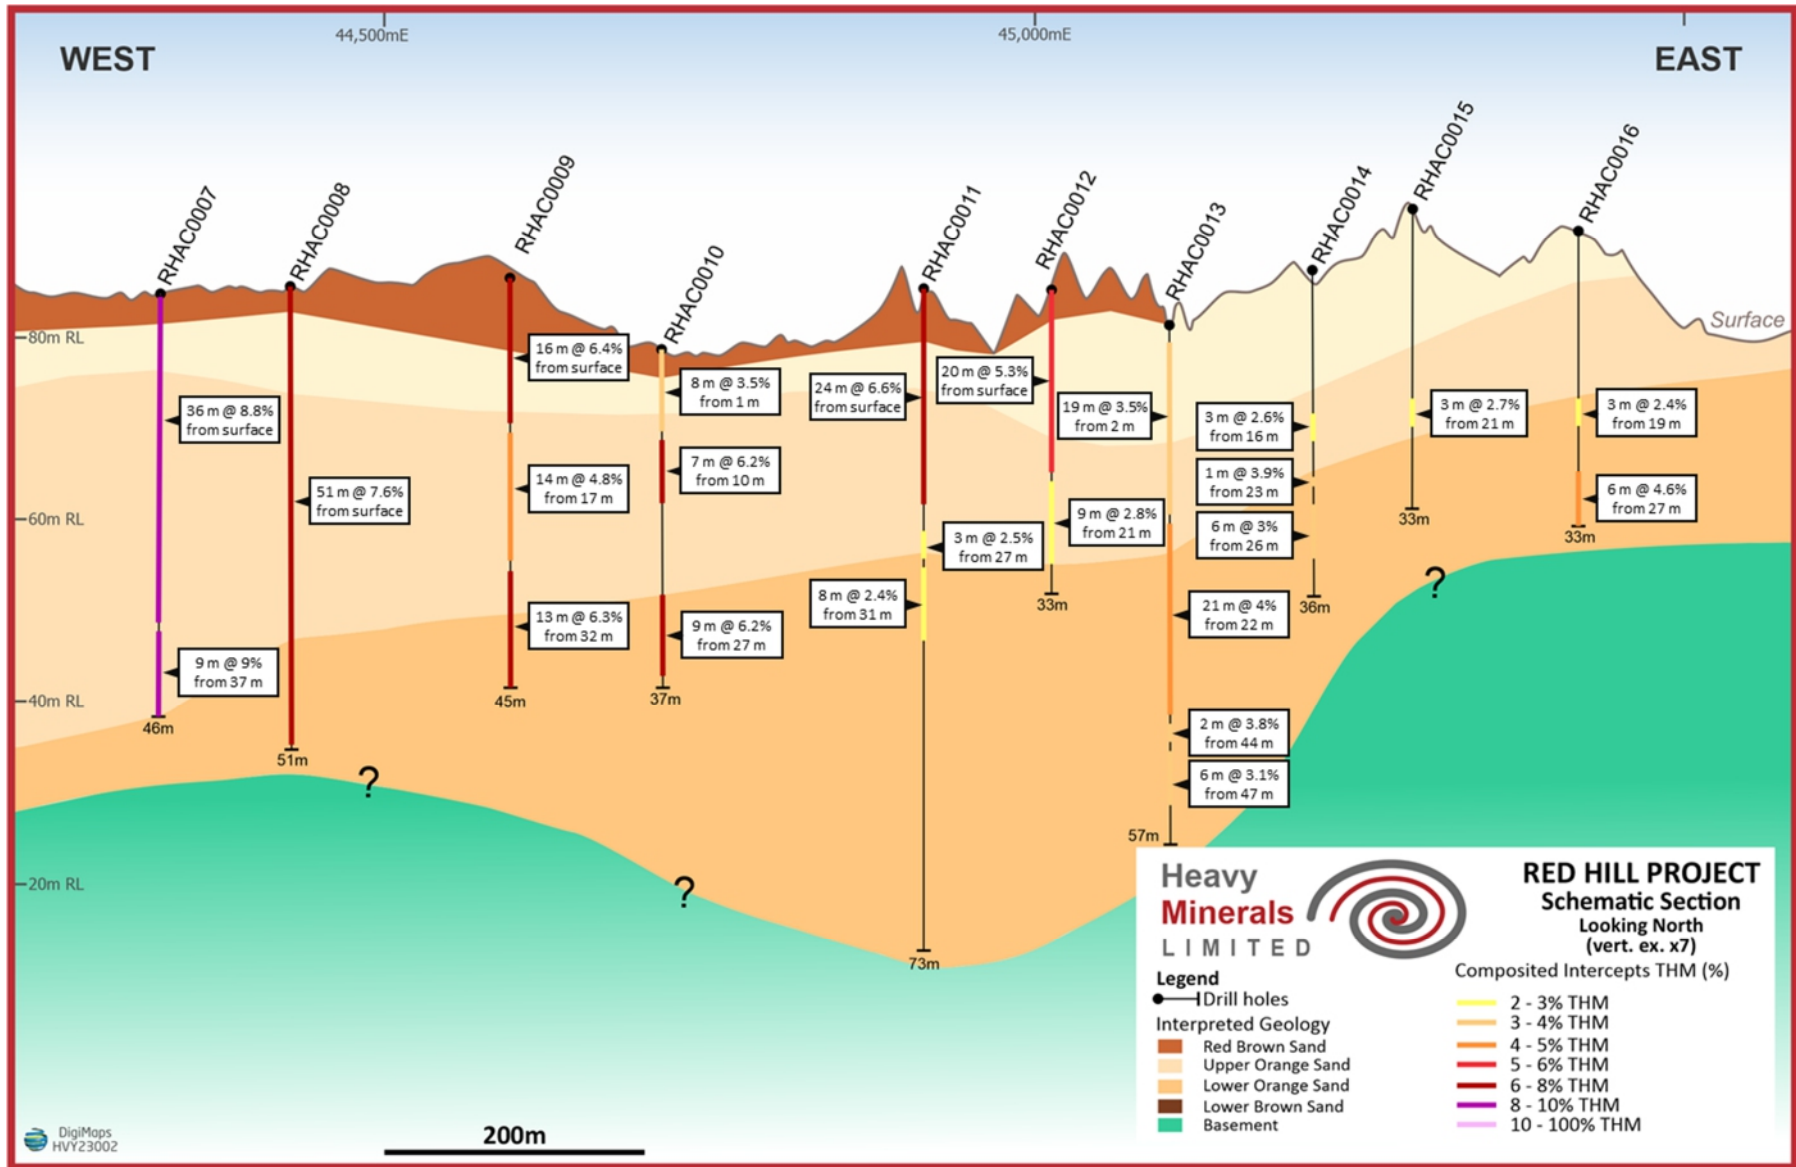 44,500mE
45,000mE
WEST
EAST
RHAC0007
RHAC0008
RHAC0009
RHAC0010
RHAC0011
RHAC0012
RHAC0013
RHAC0014
RHAC0015
RHAC0016
Surface
80m RL
60m RL
40m RL
20m RL
36 m @ 8.8%
from surface
9 m @ 9%
from 37 m
46m
51 m @ 7.6%
from surface
51m
16 m @ 6.4%
from surface
14 m @ 4.8%
from 17 m
13 m @ 6.3%
from 32 m
45m
8 m @ 3.5%
from 1 m
7 m @ 6.2%
from 10 m
9 m @ 6.2%
from 27 m
37m
24 m @ 6.6%
from surface
3 m @ 2.5%
from 27 m
8 m @ 2.4%
from 31 m
73m
20 m @ 5.3%
from surface
9 m @ 2.8%
from 21 m
33m
19 m @ 3.5%
from 2 m
21 m @ 4%
from 22 m
2 m @ 3.8%
from 44 m
6 m @ 3.1%
from 47 m
57m
3 m @ 2.6%
from 16 m
1 m @ 3.9%
from 23 m
6 m @ 3%
from 26 m
36m
3 m @ 2.7%
from 21 m
33m
3 m @ 2.4%
from 19 m
6 m @ 4.6%
from 27 m
33m
?
?
?
Heavy
Minerals
LIMITED
RED HILL PROJECT
Schematic Section
Looking North
(vert. ex. x7)
Legend
Drill holes
Interpreted Geology
Red Brown Sand
Upper Orange Sand
Lower Orange Sand
Lower Brown Sand
Basement
Composited Intercepts THM (%)
2 - 3% THM
3 - 4% THM
4 - 5% THM
5 - 6% THM
6 - 8% THM
8 - 10% THM
10 - 100% THM
DigiMaps
HVY23002
200m